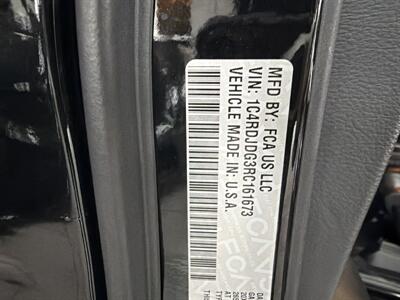 MFD BY: FCA US LLC
VIN: 1C4RDJDG3RC161673
VEHICLE MADE IN: U.S.A.